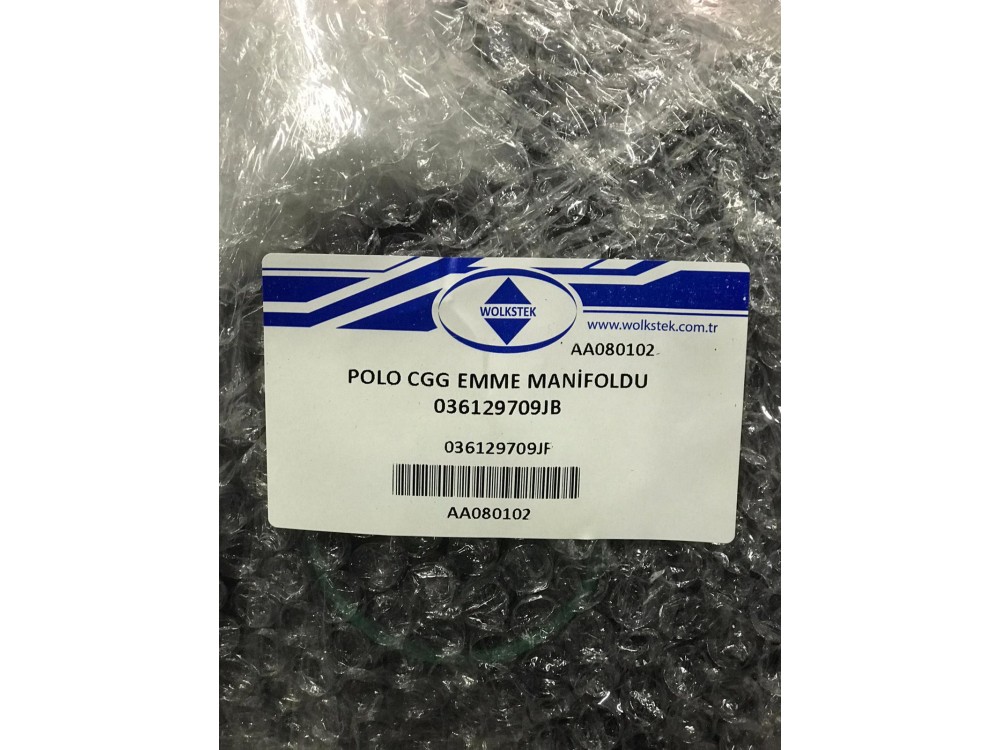 WOLKSTEK
www.wolkstek.com.tr
AA080102
POLO CGG EMME MANİFOLDU
036129709JB
036129709JF
AA080102